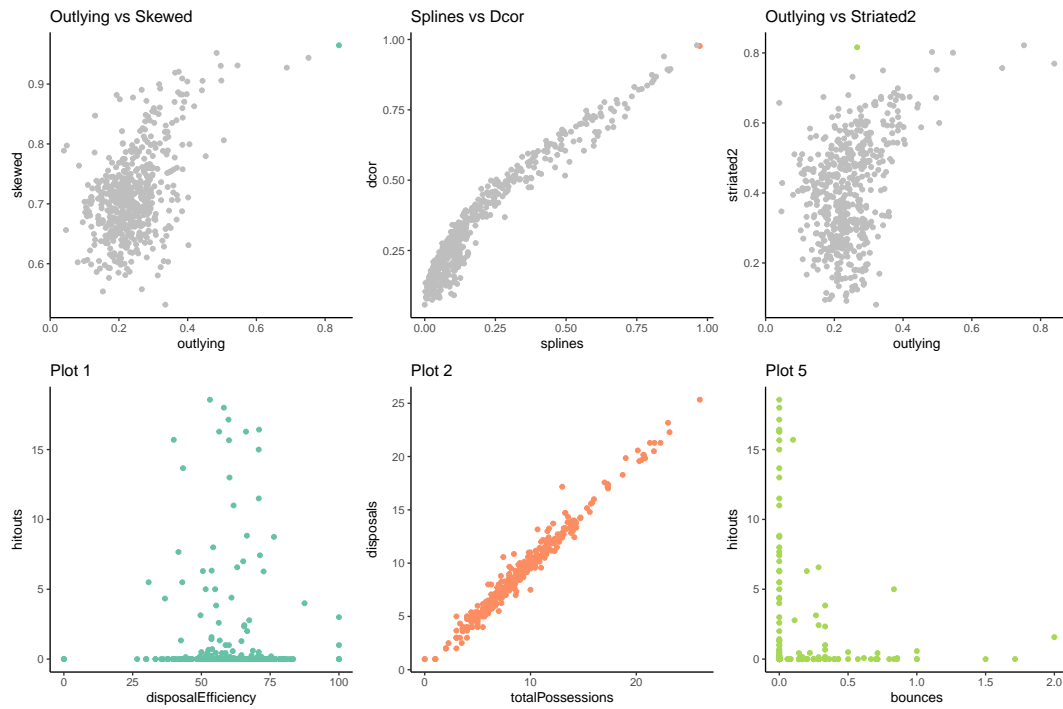 Outlying vs Skewed
skewed
0.9
0.8
0.7
0.6
0.0 0.2 0.4 0.6 0.8
outlying
Splines vs Dcor
dcor
1.00
0.75
0.50
0.25
0.00 0.25 0.50 0.75 1.00
splines
Outlying vs Striated2
striated2
0.8
0.6
0.4
0.2
0.0 0.2 0.4 0.6 0.8
outlying
Plot 1
hitouts
15
10
5
0
0 25 50 75 100
disposalEfficiency
Plot 2
disposals
25
20
15
10
5
0
0 10 20
totalPossessions
Plot 5
hitouts
15
10
5
0
0.0 0.5 1.0 1.5 2.0
bounces